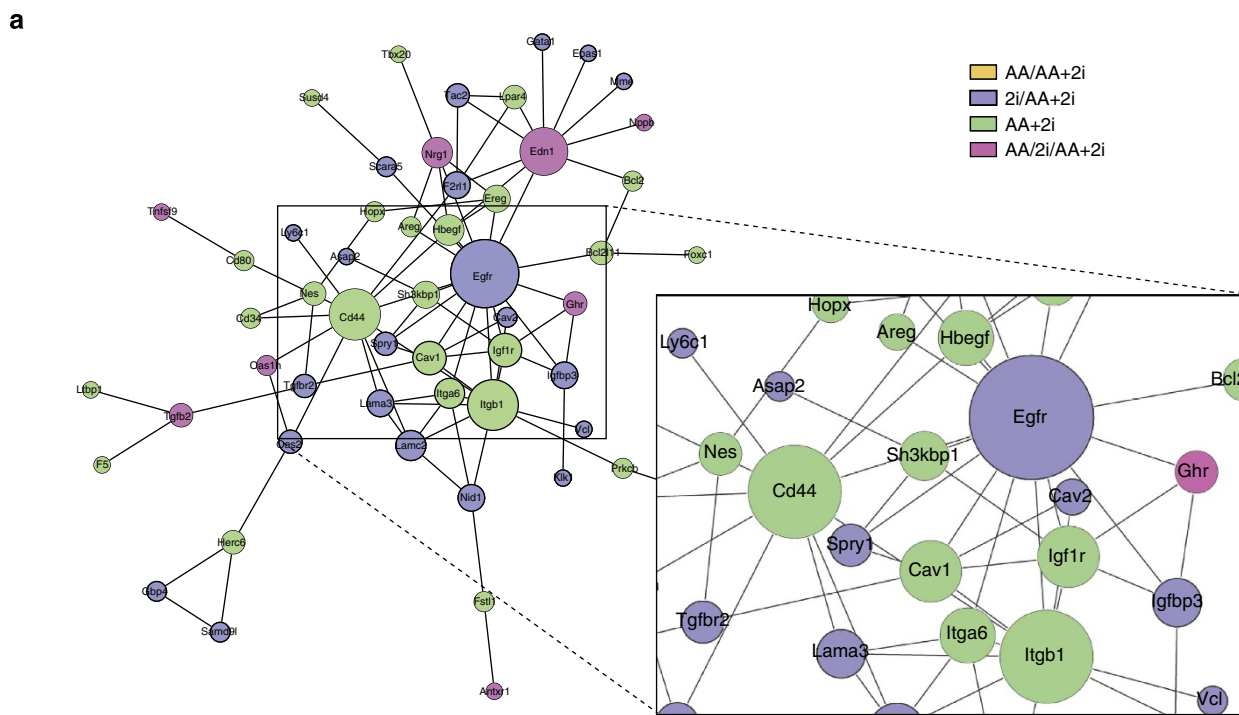 a
Gata1
Epas1
Tbx20
Mme
Susd4
Tac2
Lpar4
Nppb
Nrg1
Edn1
Scara5
F2rl1
Bcl2
Ereg
Tnfsf9
Hopx
Areg
Hbegf
Ly6c1
Asap2
Bcl2l11
Foxc1
Cd80
Egfr
Nes
Sh3kbp1
Ghr
Cd34
Cd44
Cav2
Spry1
Cav1
Igf1r
Oas1h
Igfbp3
Tgfbr2
Ltbp1
Itga6
Lama3
Itgb1
Tgfb2
Vcl
Oas2
Lamc2
F5
Prkcb
Klk1
Nid1
Herc6
Gbp4
Fstl1
Samd9l
Antxr1
AA/AA+2i
2i/AA+2i
AA+2i
AA/2i/AA+2i
Hopx
Areg
Hbegf
Ly6c1
Asap2
Egfr
Nes
Sh3kbp1
Ghr
Cd44
Cav2
Spry1
Cav1
Igf1r
Igfbp3
Tgfbr2
Itga6
Lama3
Itgb1
Vcl